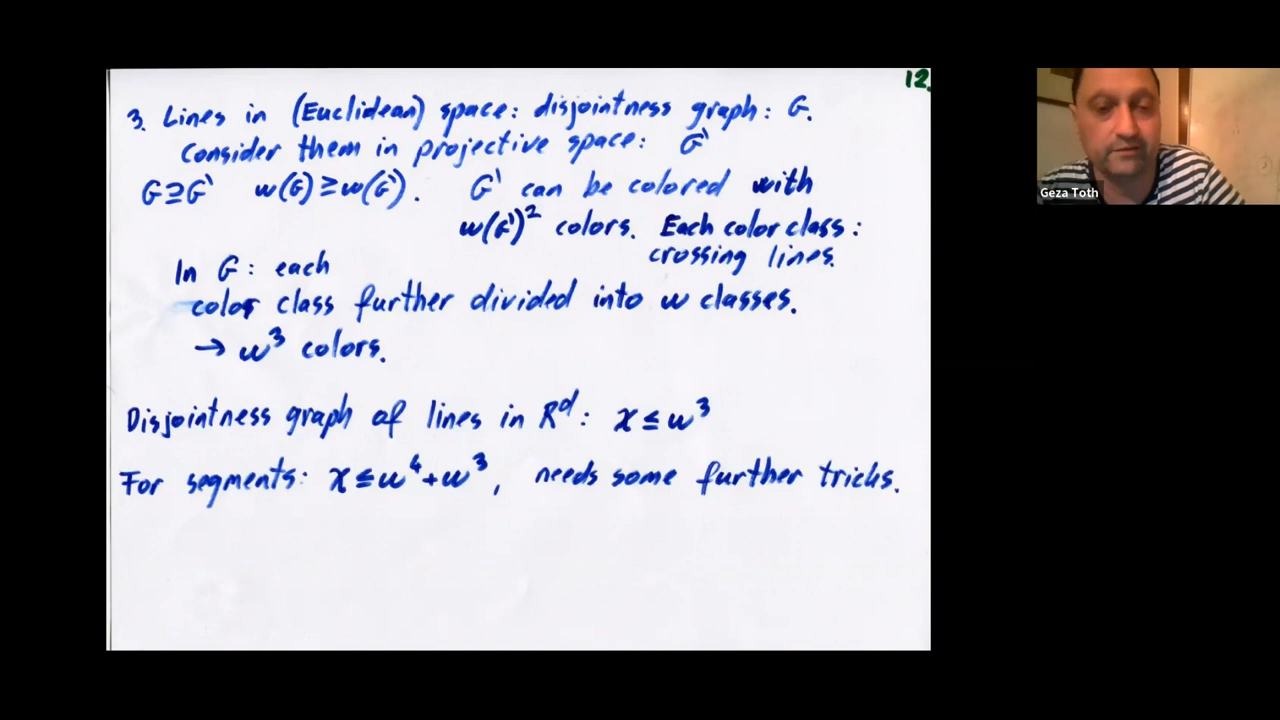 12.
3. Lines in (Euclidean) space: disjointness graph: G.
Consider them in projective space: G'
G⊇G' ω(G)≥ω(G'). G' can be colored with
ω(G')² colors. Each color class:
crossing lines.
In G: each
color class further divided into ω classes.
→ ω³ colors.
Disjointness graph of lines in R^d: χ≤ω³
For segments: χ≤ω⁴+ω³, needs some further tricks.
Geza Toth